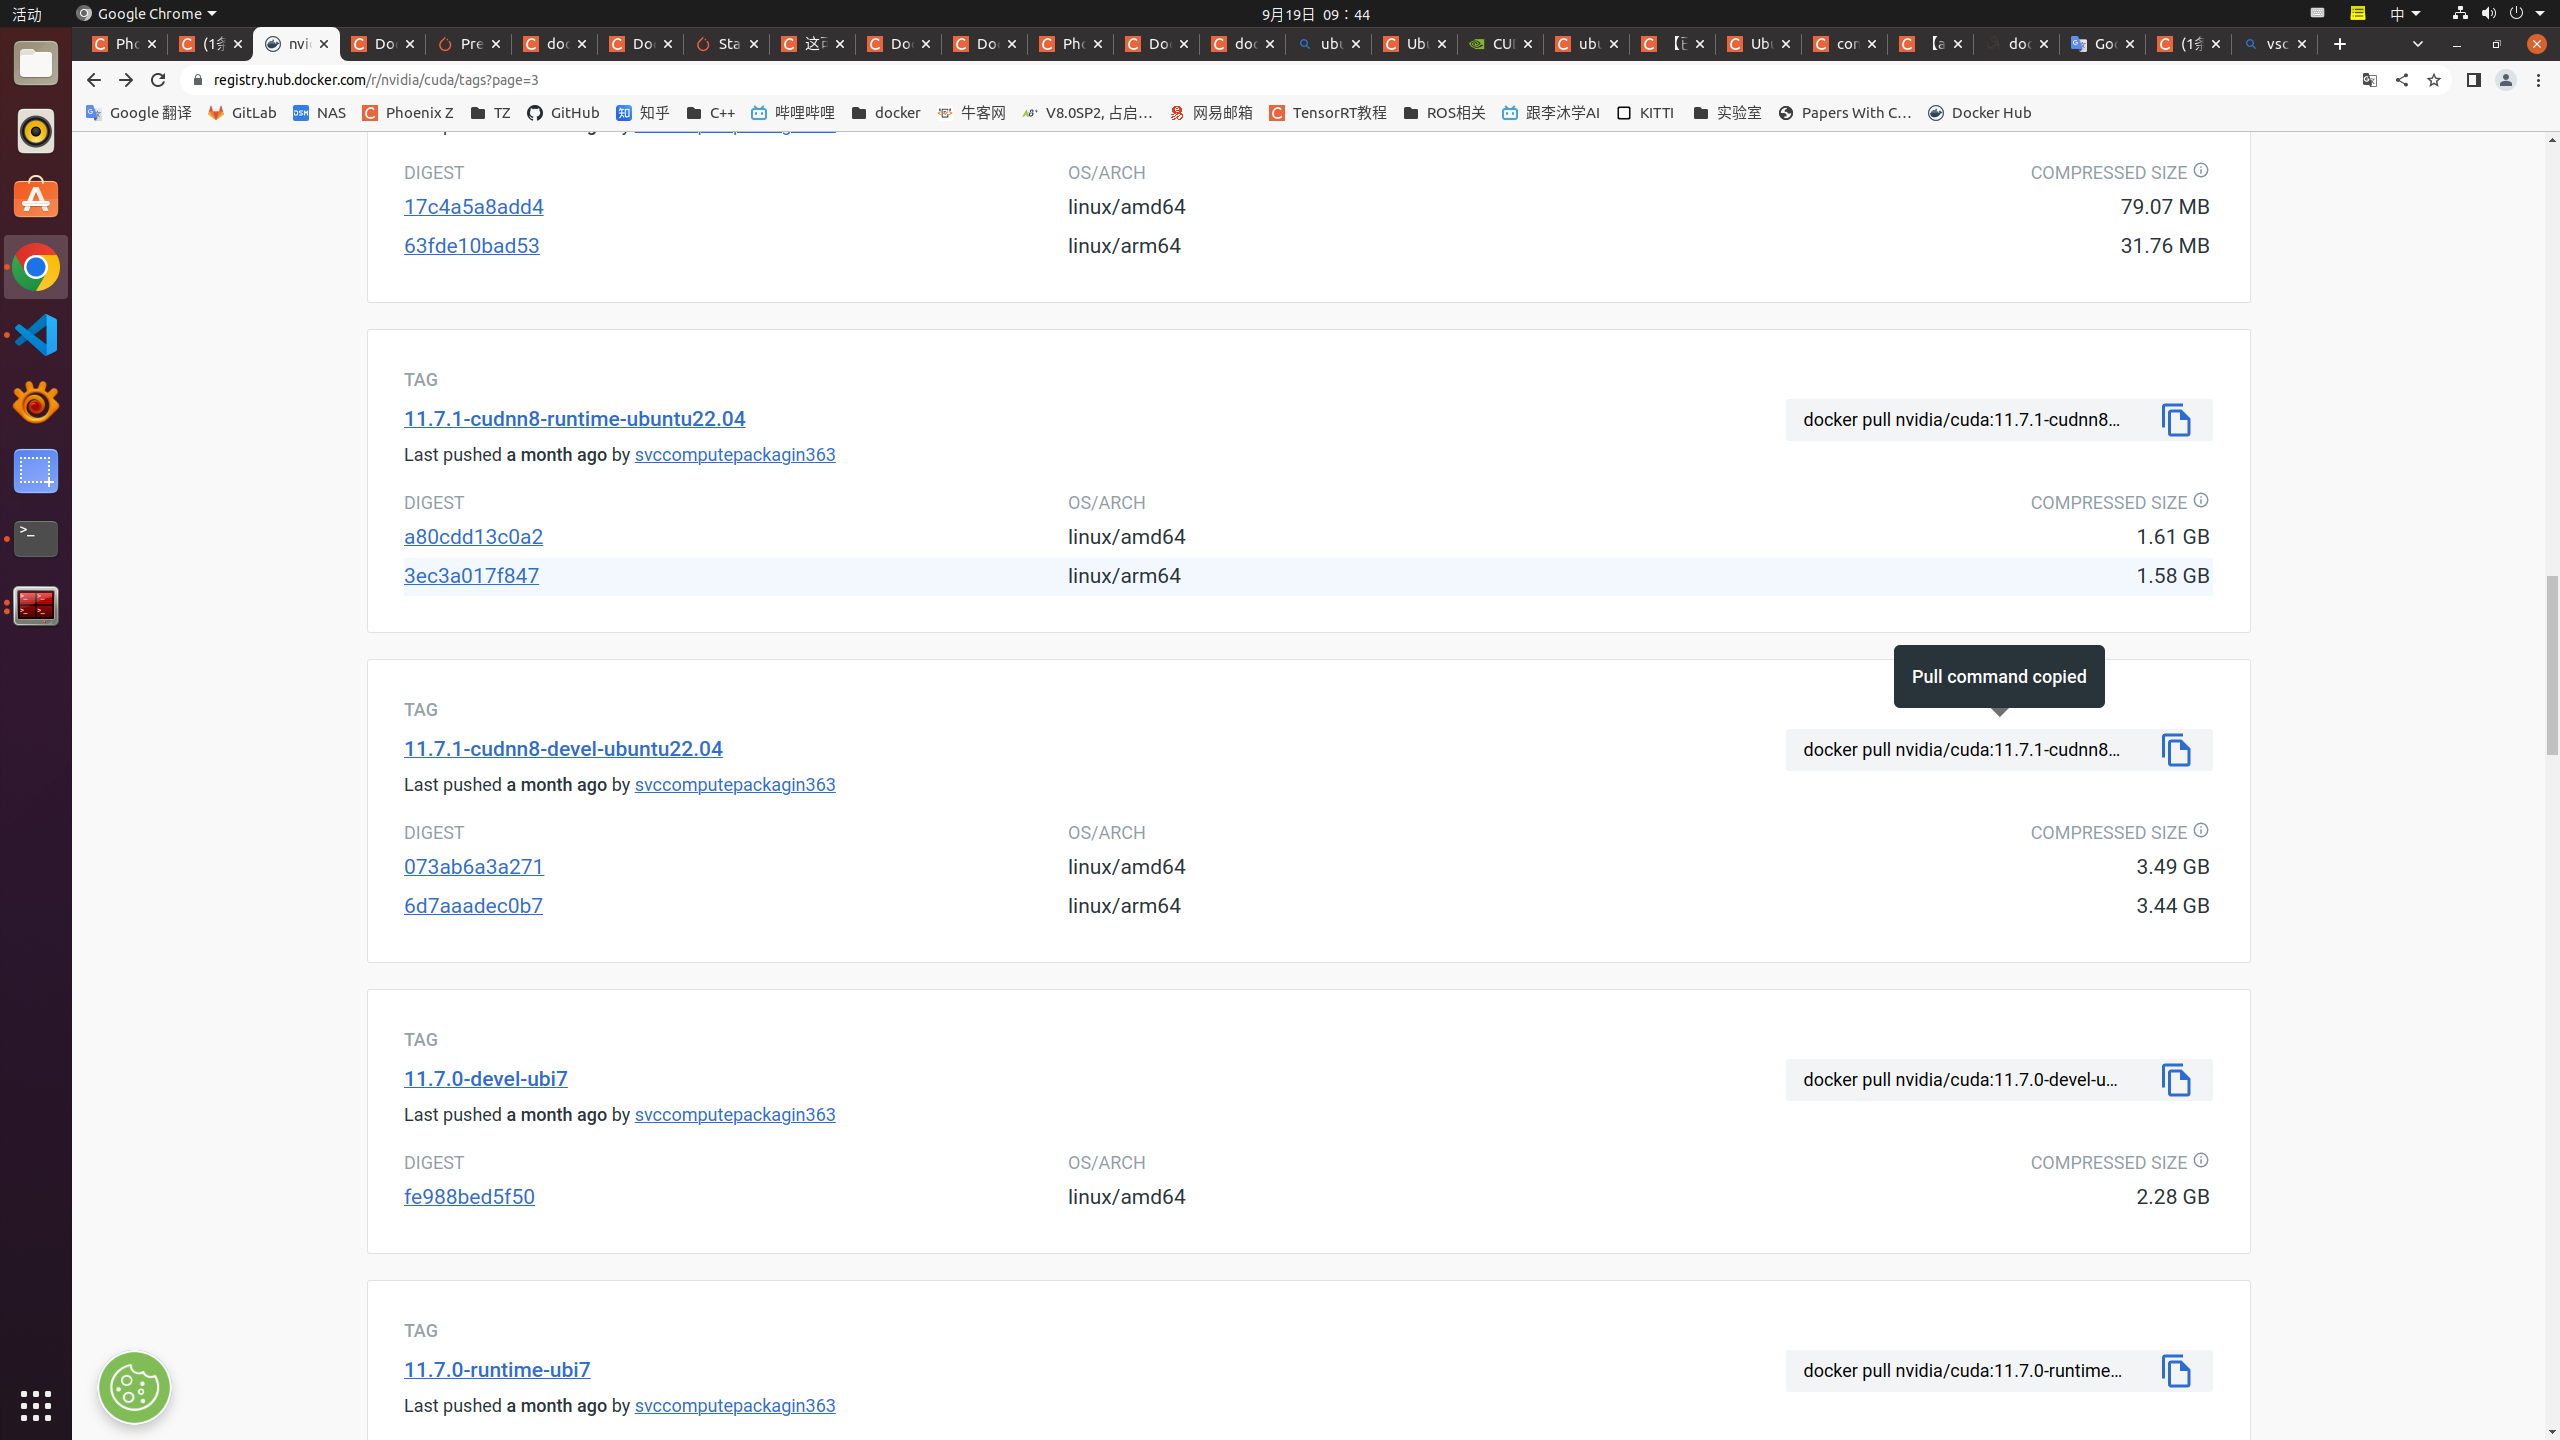 活动
Google Chrome
9月19日 09：44
中
Pho
(1条
nvi
Do
Pre
doc
Do
Sta
这
Do
Do
Pho
Do
doc
ubu
Ubu
CU
ubu
Ubu
con
【a
doc
Goo
(1条
vsc
registry.hub.docker.com/r/nvidia/cuda/tags?page=3
Google 翻译
GitLab
NAS
Phoenix Z
TZ
GitHub
知乎
C++
哔哩哔哩
docker
牛客网
V8.0SP2, 占启...
网易邮箱
TensorRT教程
ROS相关
跟李沐学AI
KITTI
实验室
Papers With C...
Docker Hub
DIGEST OS/ARCH COMPRESSED SIZE
17c4a5a8add4 linux/amd64 79.07 MB
63fde10bad53 linux/arm64 31.76 MB
TAG
11.7.1-cudnn8-runtime-ubuntu22.04
docker pull nvidia/cuda:11.7.1-cudnn8...
Last pushed a month ago by svccomputepackagin363
DIGEST OS/ARCH COMPRESSED SIZE
a80cdd13c0a2 linux/amd64 1.61 GB
3ec3a017f847 linux/arm64 1.58 GB
Pull command copied
TAG
11.7.1-cudnn8-devel-ubuntu22.04
docker pull nvidia/cuda:11.7.1-cudnn8...
Last pushed a month ago by svccomputepackagin363
DIGEST OS/ARCH COMPRESSED SIZE
073ab6a3a271 linux/amd64 3.49 GB
6d7aaadec0b7 linux/arm64 3.44 GB
TAG
11.7.0-devel-ubi7
docker pull nvidia/cuda:11.7.0-devel-u...
Last pushed a month ago by svccomputepackagin363
DIGEST OS/ARCH COMPRESSED SIZE
fe988bed5f50 linux/amd64 2.28 GB
TAG
11.7.0-runtime-ubi7
docker pull nvidia/cuda:11.7.0-runtime...
Last pushed a month ago by svccomputepackagin363